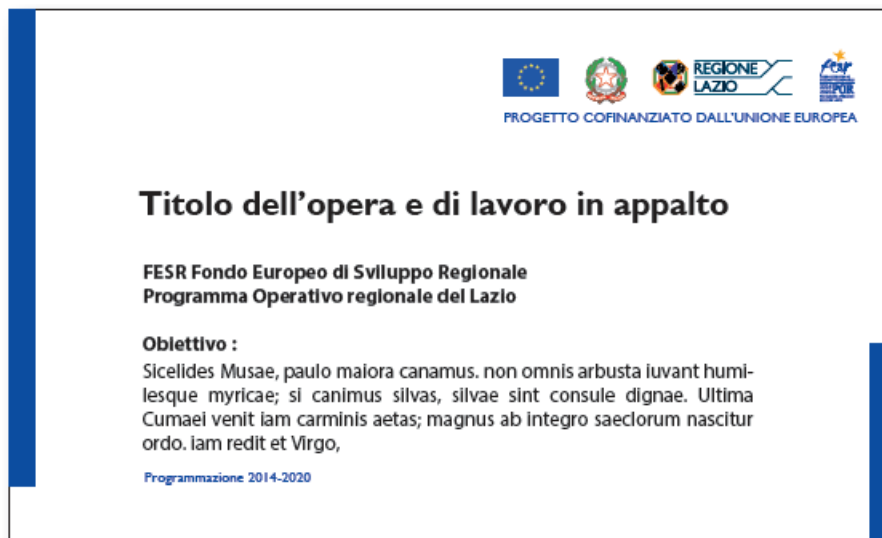 REGIONE
LAZIO
fesr
POR
PROGETTO COFINANZIATO DALL'UNIONE EUROPEA
Titolo dell'opera e di lavoro in appalto
FESR Fondo Europeo di Sviluppo Regionale
Programma Operativo regionale del Lazio
Obiettivo :
Sicelides Musae, paulo maiora canamus. non omnis arbusta iuvant humi-
lesque myricae; si canimus silvas, silvae sint consule dignae. Ultima
Cumaei venit iam carminis aetas; magnus ab integro saeclorum nascitur
ordo. iam redit et Virgo,
Programmazione 2014-2020